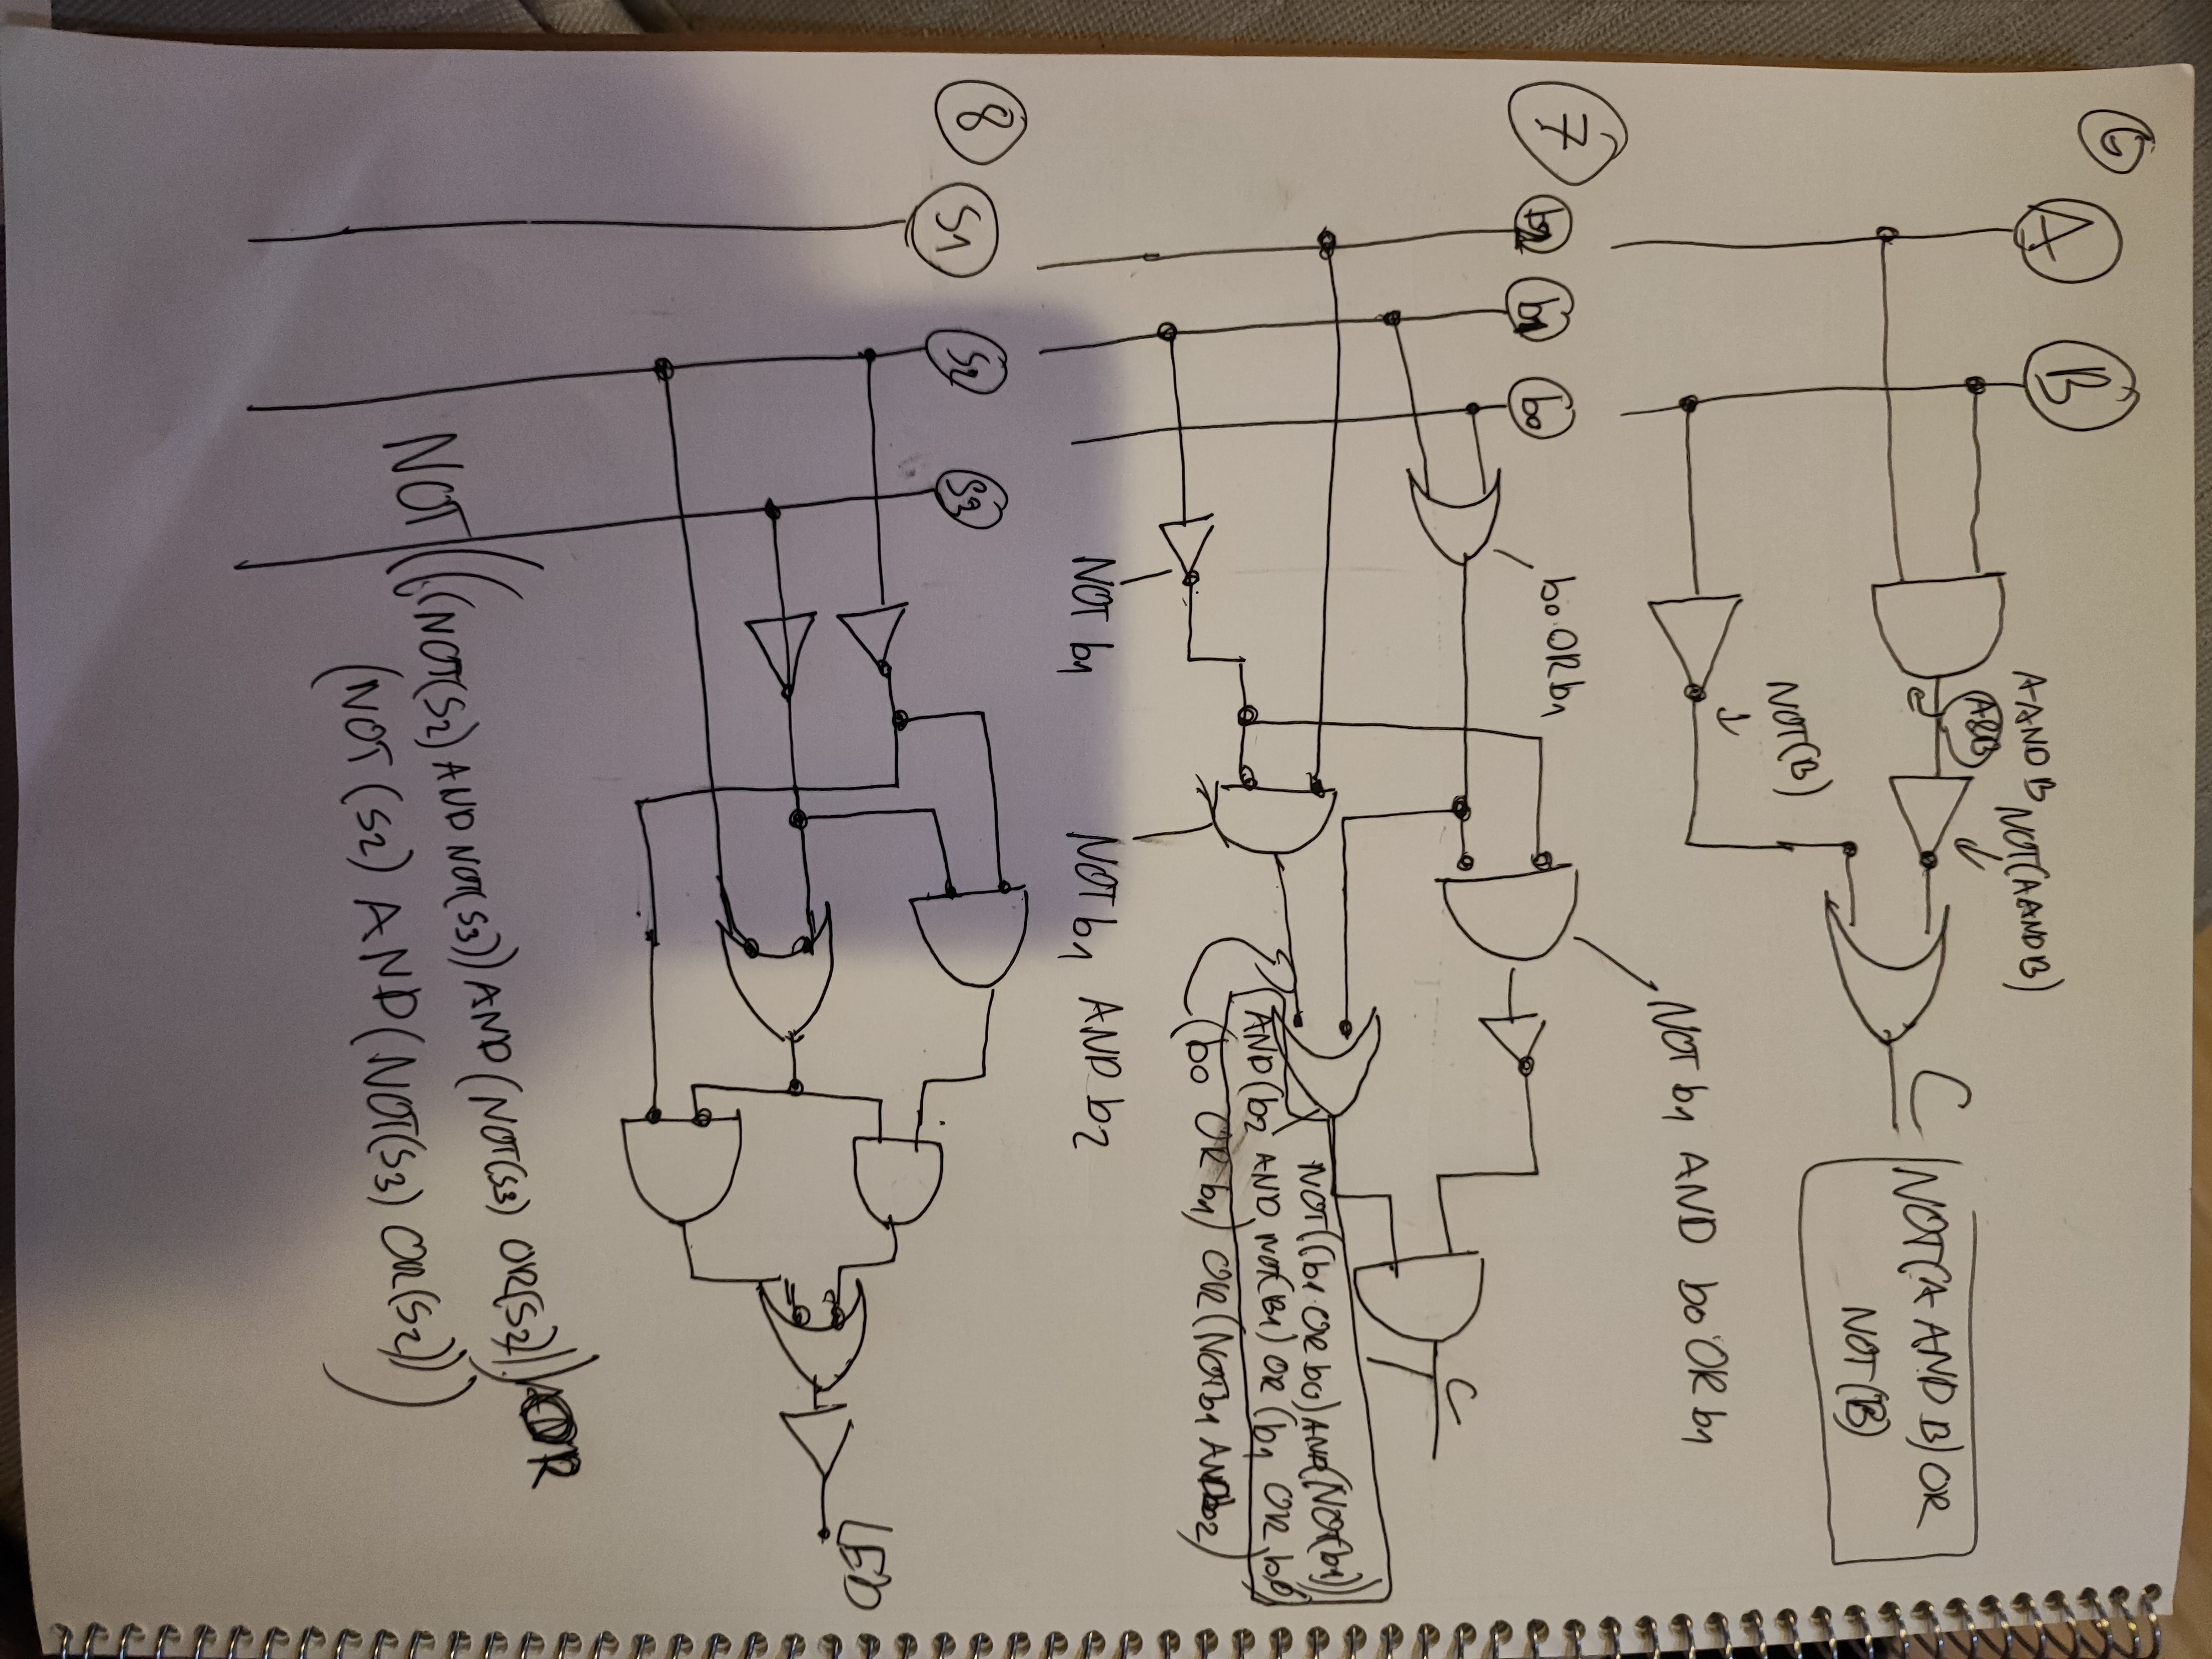 6
A
B
A AND B
A&B
NOT(A AND B)
NOT(B)
C
NOT(A AND B) OR
NOT(B)
7
b2
b1
b0
b0 OR b1
NOT b1 AND b0 OR b1
NOT b1
NOT b1 AND b2
C
NOT((b1 OR b0) AND (NOT(b1))
AND (b2 AND NOT(B1) OR (b1 OR b0)
(b0 OR b1) OR (NOT b1 AND b2)
8
S1
S2
S3
LED
NOT (((NOT(S2) AND NOT(S3)) AND (NOT(S3) OR(S2))) OR
(NOT (S2) AND (NOT(S3) OR(S2)))